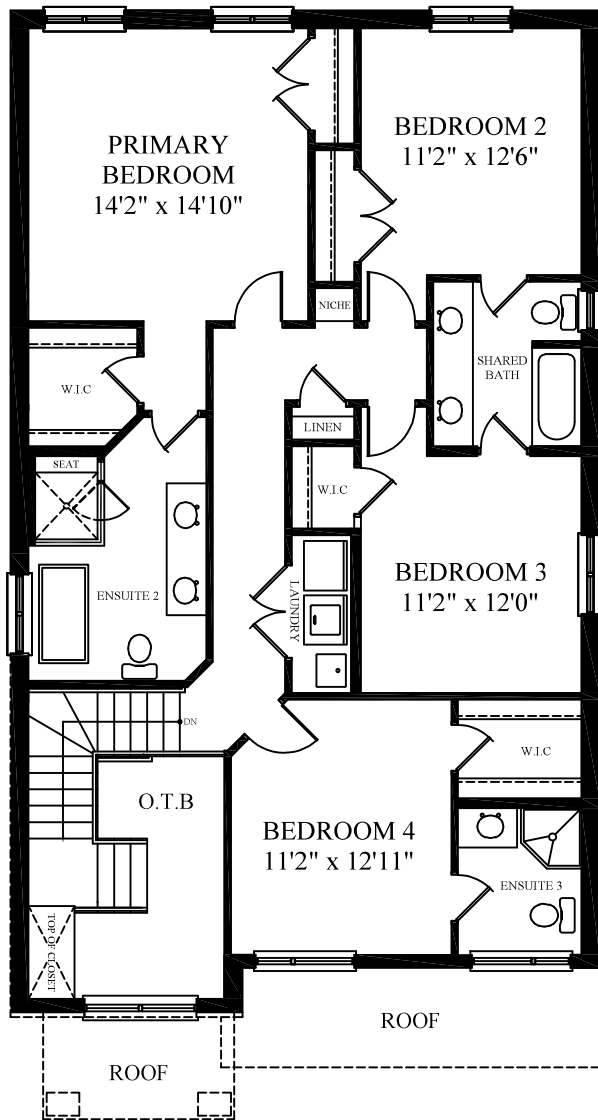 PRIMARY
BEDROOM
14'2" x 14'10"
BEDROOM 2
11'2" x 12'6"
NICHE
SHARED
BATH
W.I.C
LINEN
SEAT
W.I.C
ENSUITE 2
LAUNDRY
BEDROOM 3
11'2" x 12'0"
DN
W.I.C
O.T.B
BEDROOM 4
11'2" x 12'11"
ENSUITE 3
TOP OF CLOSET
ROOF
ROOF